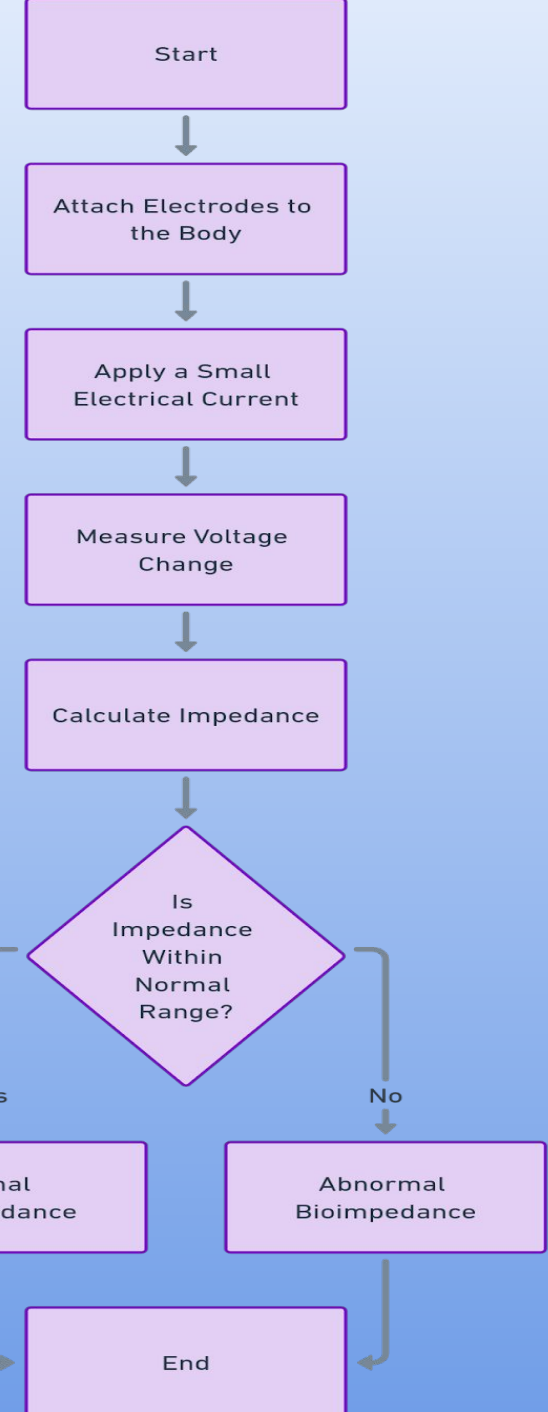 Start
Attach Electrodes to
the Body
Apply a Small
Electrical Current
Measure Voltage
Change
Calculate Impedance
Is
Impedance
Within
Normal
Range?
No
Abnormal
Bioimpedance
End